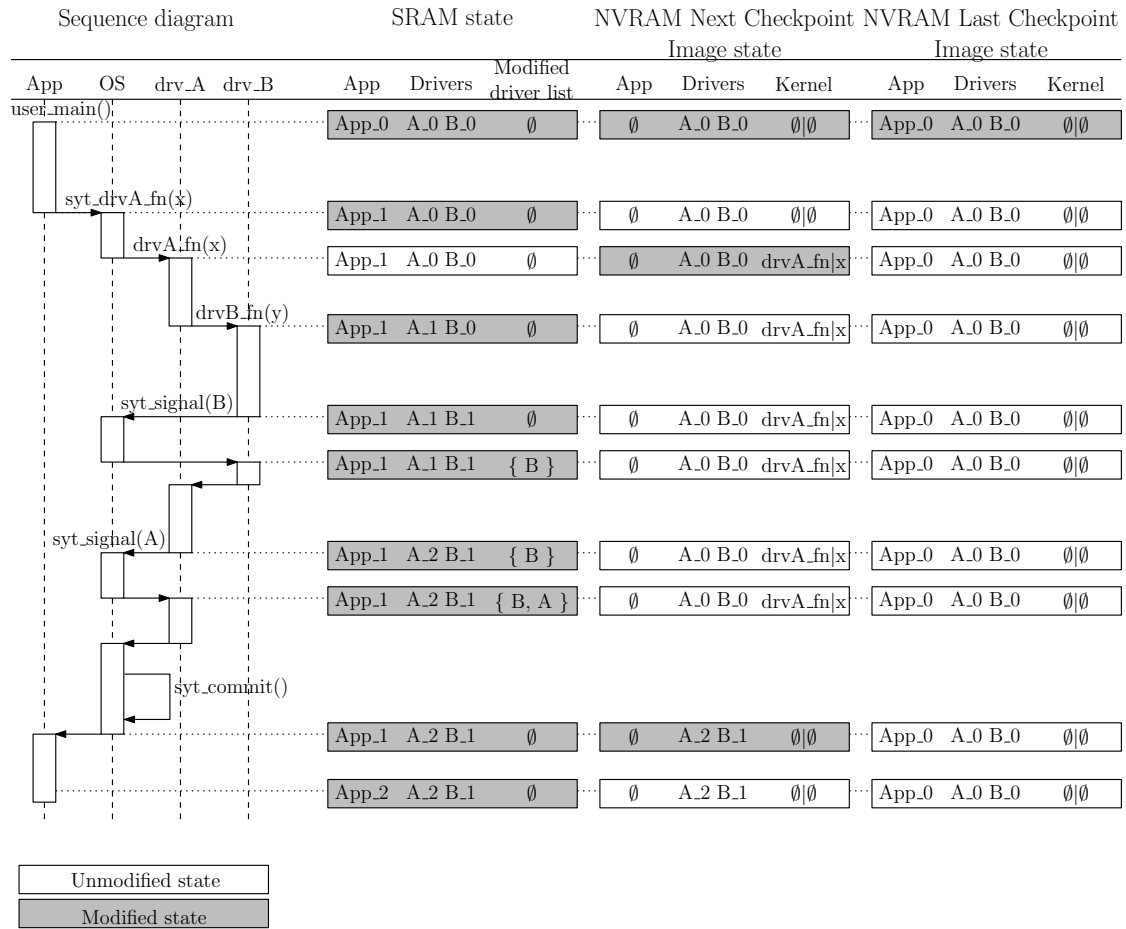 Sequence diagram SRAM state NVRAM Next Checkpoint NVRAM Last Checkpoint
Image state Image state
App OS drv_A drv_B App Drivers Modified driver list App Drivers Kernel App Drivers Kernel
user_main()
App_0 A_0 B_0 ∅ ∅ A_0 B_0 ∅|∅ App_0 A_0 B_0 ∅|∅
syt_drvA_fn(x)
App_1 A_0 B_0 ∅ ∅ A_0 B_0 ∅|∅ App_0 A_0 B_0 ∅|∅
drvA_fn(x)
App_1 A_0 B_0 ∅ ∅ A_0 B_0 drvA_fn|x App_0 A_0 B_0 ∅|∅
drvB_fn(y)
App_1 A_1 B_0 ∅ ∅ A_0 B_0 drvA_fn|x App_0 A_0 B_0 ∅|∅
syt_signal(B)
App_1 A_1 B_1 ∅ ∅ A_0 B_0 drvA_fn|x App_0 A_0 B_0 ∅|∅
App_1 A_1 B_1 { B } ∅ A_0 B_0 drvA_fn|x App_0 A_0 B_0 ∅|∅
syt_signal(A)
App_1 A_2 B_1 { B } ∅ A_0 B_0 drvA_fn|x App_0 A_0 B_0 ∅|∅
App_1 A_2 B_1 { B, A } ∅ A_0 B_0 drvA_fn|x App_0 A_0 B_0 ∅|∅
syt_commit()
App_1 A_2 B_1 ∅ ∅ A_2 B_1 ∅|∅ App_0 A_0 B_0 ∅|∅
App_2 A_2 B_1 ∅ ∅ A_2 B_1 ∅|∅ App_0 A_0 B_0 ∅|∅
Unmodified state
Modified state